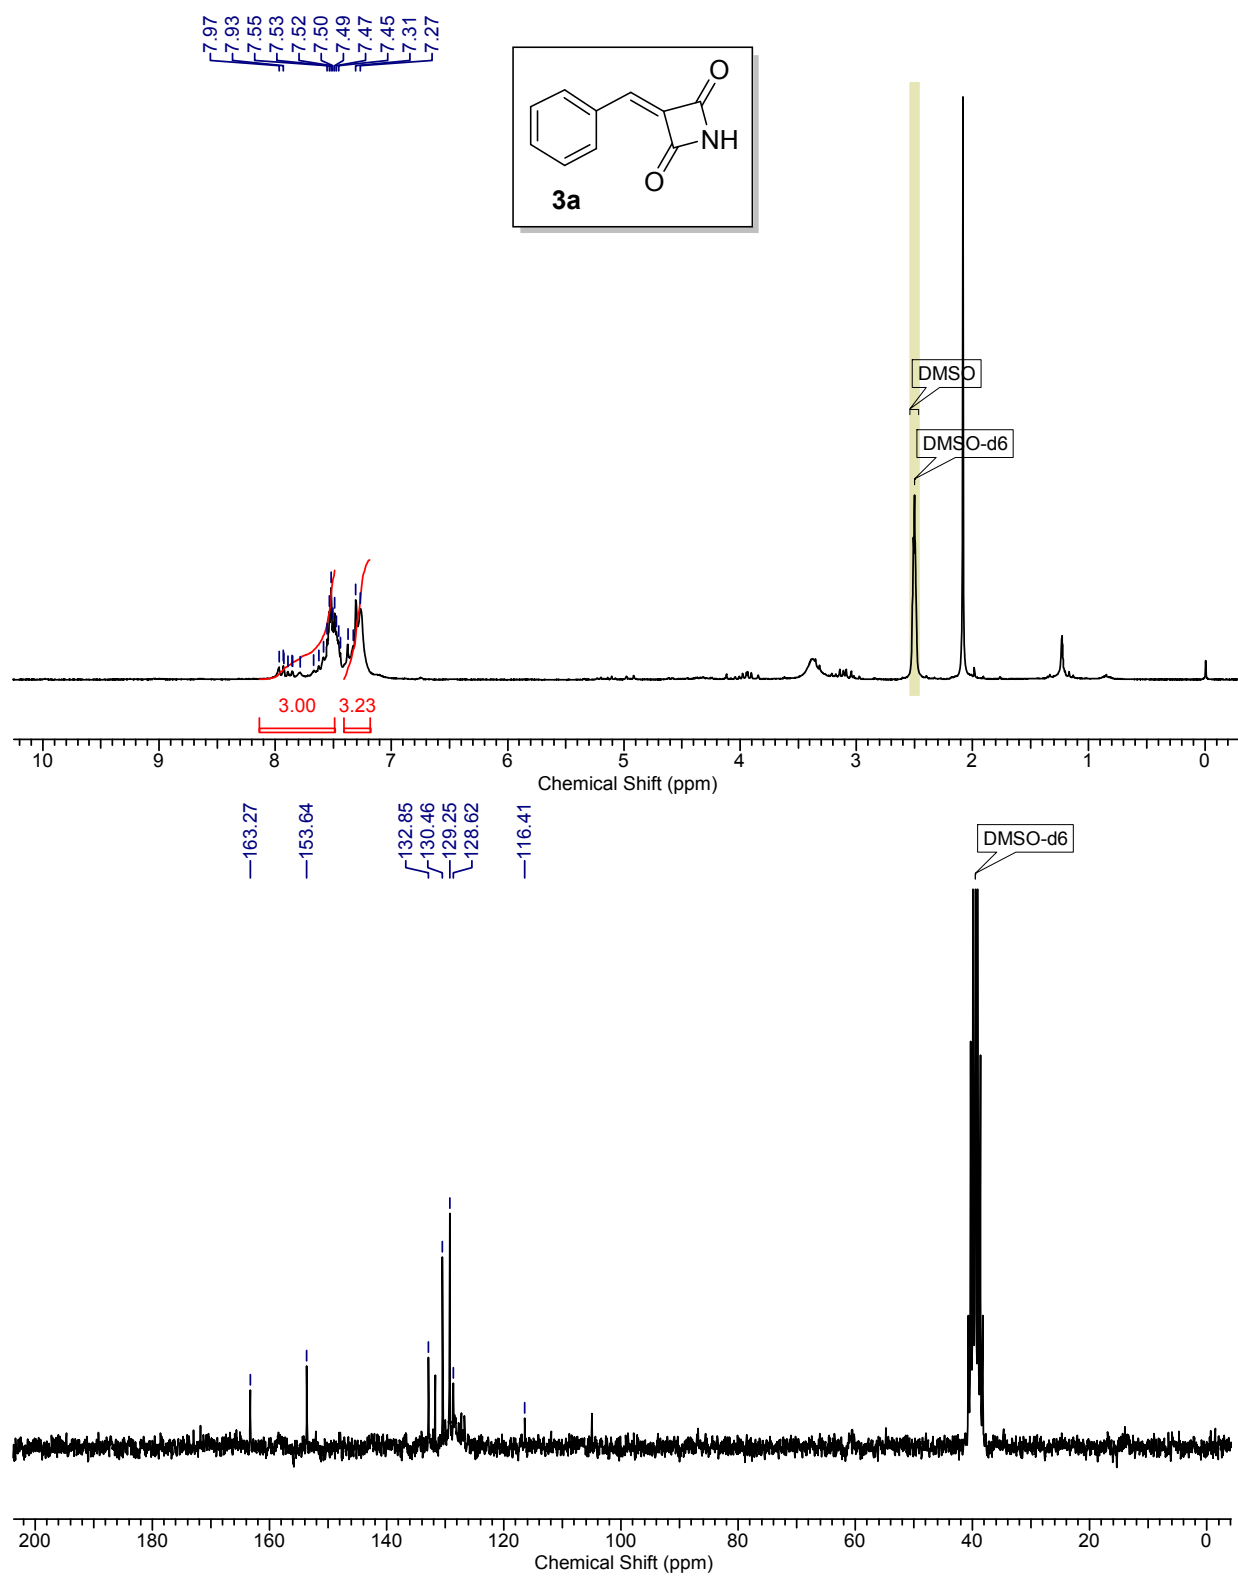 7.97
7.93
7.55
7.53
7.52
7.50
7.49
7.47
7.45
7.31
7.27
O
NH
O
3a
DMSO
DMSO-d6
3.00 3.23
10 9 8 7 6 5 4 3 2 1 0
Chemical Shift (ppm)
163.27
153.64
132.85
130.46
129.25
128.62
116.41
DMSO-d6
200 180 160 140 120 100 80 60 40 20 0
Chemical Shift (ppm)